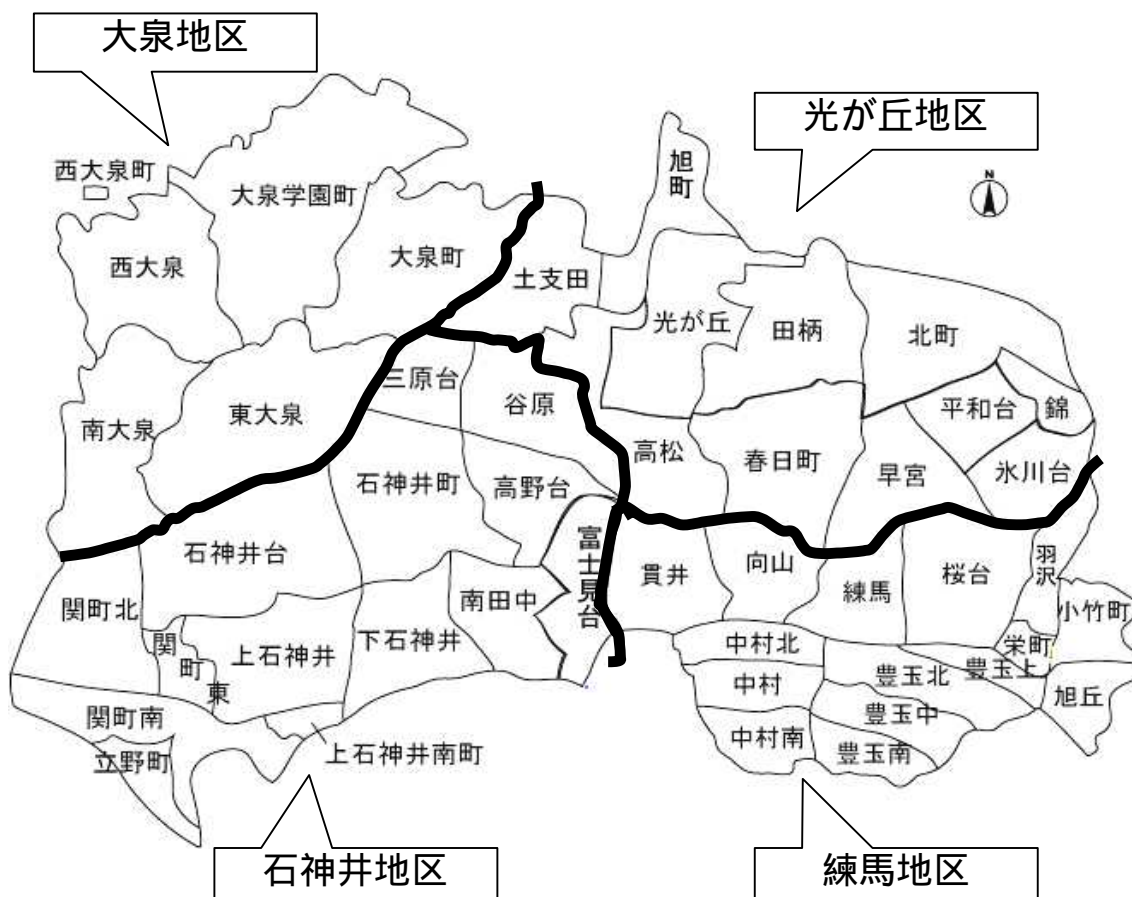 大泉地区
光が丘地区
N
旭町
西大泉町
大泉学園町
大泉町
西大泉
土支田
光が丘
田柄
北町
三原台
谷原
平和台
錦
南大泉
東大泉
高松
春日町
早宮
氷川台
石神井町
高野台
石神井台
富士見台
貫井
向山
練馬
桜台
羽沢
関町北
南田中
小竹町
関町東
上石神井
下石神井
中村北
栄町
豊玉上
中村
豊玉北
旭丘
関町南
豊玉中
立野町
上石神井南町
中村南
豊玉南
石神井地区
練馬地区